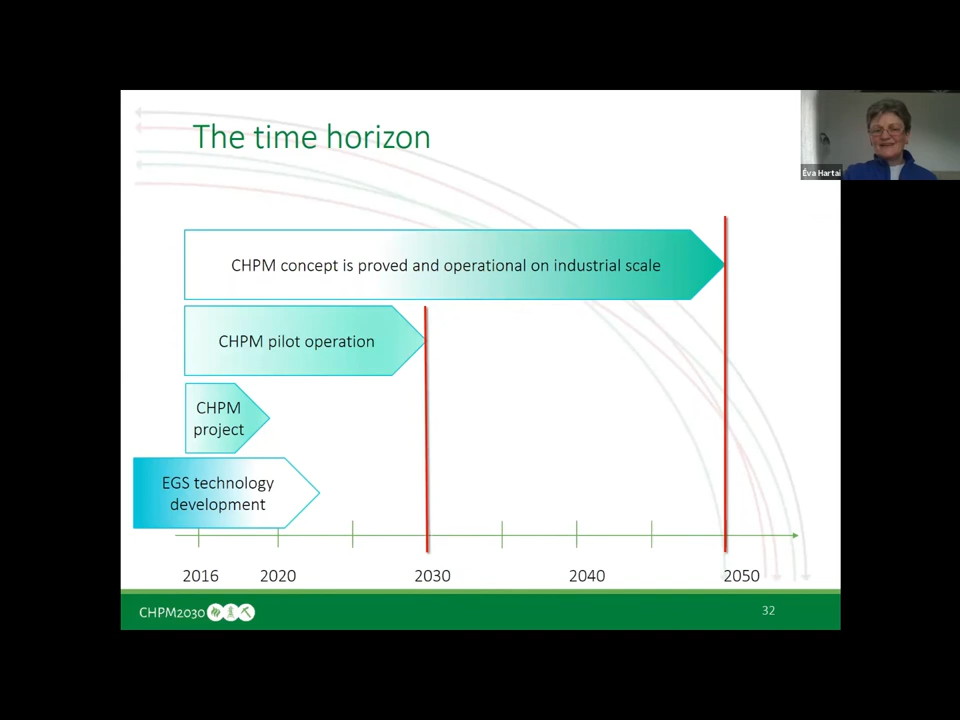 The time horizon
Éva Hartai
CHPM concept is proved and operational on industrial scale
CHPM pilot operation
CHPM
project
EGS technology
development
2016 2020 2030 2040 2050
CHPM2030
32